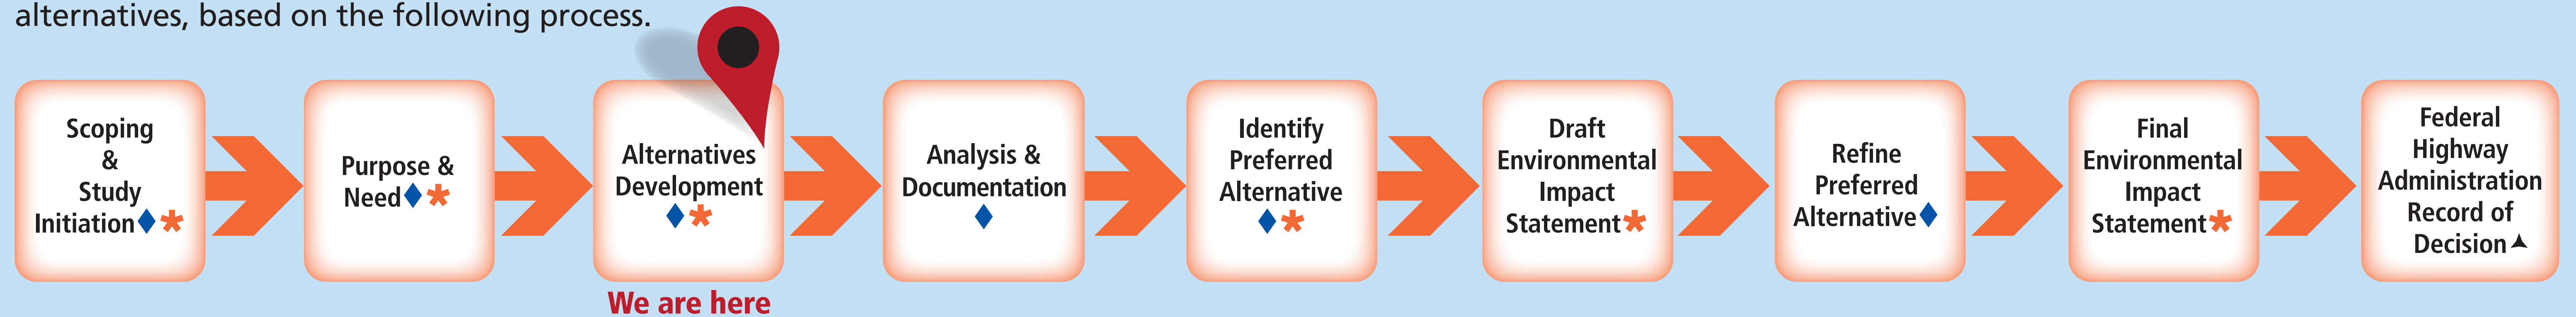 alternatives, based on the following process.
Scoping
&
Study
Initiation♦*
Purpose &
Need♦*
Alternatives
Development
♦*
We are here
Analysis &
Documentation
♦
Identify
Preferred
Alternative
♦*
Draft
Environmental
Impact
Statement*
Refine
Preferred
Alternative♦
Final
Environmental
Impact
Statement*
Federal
Highway
Administration
Record of
Decision▲